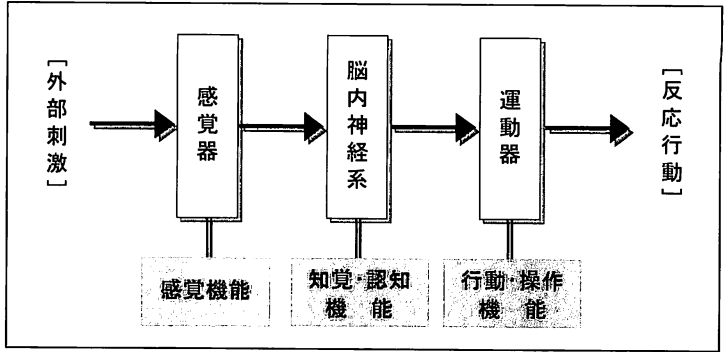 ［外部刺激］
感覚器
脳内神経系
運動器
［反応行動］
感覚機能
知覚・認知
機　能
行動・操作
機　能